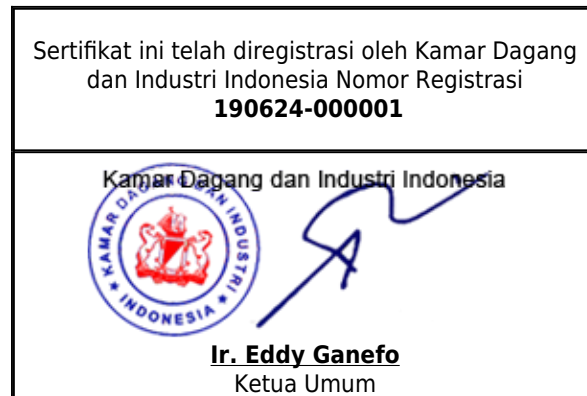 Sertifikat ini telah diregistrasi oleh Kamar Dagang
dan Industri Indonesia Nomor Registrasi
190624-000001
Kamar Dagang dan Industri Indonesia
KAMAR DAGANG DAN INDUSTRI
* INDONESIA *
Ir. Eddy Ganefo
Ketua Umum